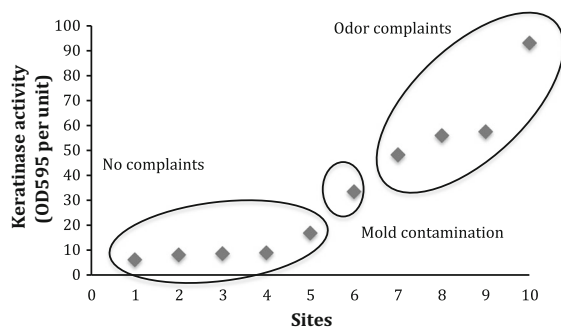 Keratinase activity
(OD595 per unit)
100
90
80
70
60
50
40
30
20
10
0
Odor complaints
No complaints
Mold contamination
0 1 2 3 4 5 6 7 8 9 10
Sites